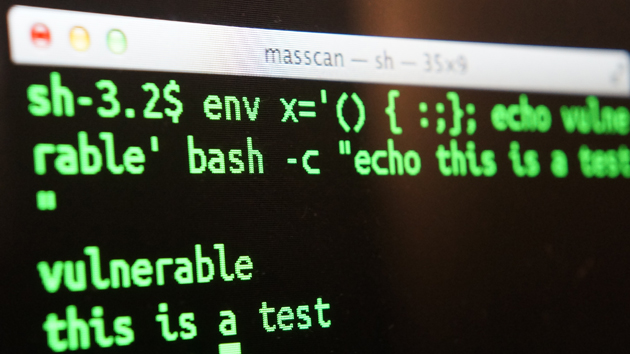 masscan — sh — 35×9
sh-3.2$ env x='() { :;}; echo vulne
rable' bash -c "echo this is a test
"
vulnerable
this is a test